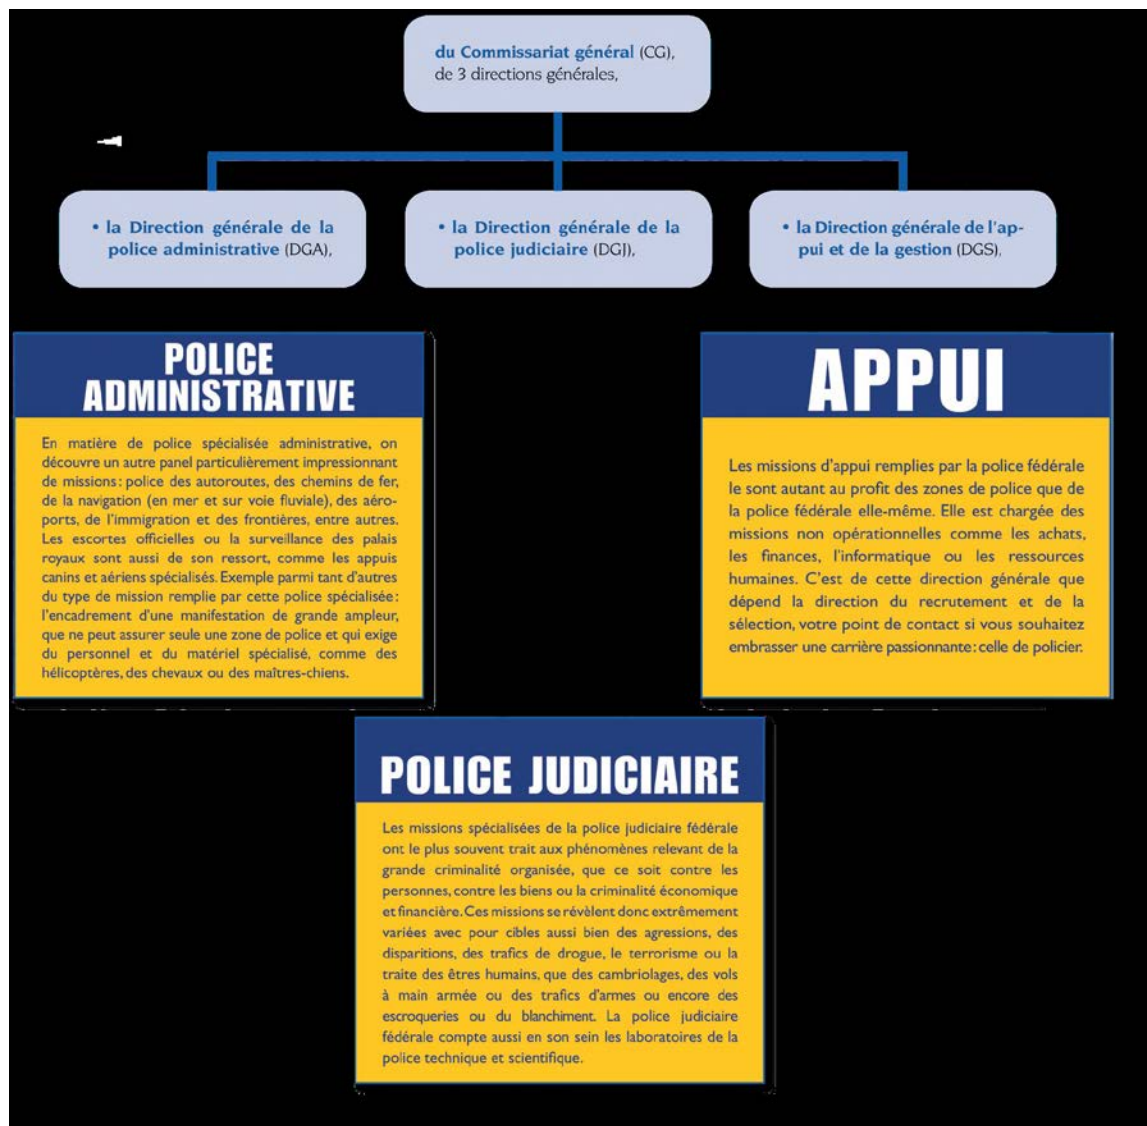 du Commissariat général (CG),
de 3 directions générales,
• la Direction générale de la
police administrative (DGA),
• la Direction générale de la
police judiciaire (DGJ),
• la Direction générale de l'ap-
pui et de la gestion (DGS),
POLICE
ADMINISTRATIVE
En matière de police spécialisée administrative, on
découvre un autre panel particulièrement impressionnant
de missions: police des autoroutes, des chemins de fer,
de la navigation (en mer et sur voie fluviale), des aéro-
ports, de l'immigration et des frontières, entre autres.
Les escortes officielles ou la surveillance des palais
royaux sont aussi de son ressort, comme les appuis
canins et aériens spécialisés. Exemple parmi tant d'autres
du type de mission remplie par cette police spécialisée:
l'encadrement d'une manifestation de grande ampleur,
que ne peut assurer seule une zone de police et qui exige
du personnel et du matériel spécialisé, comme des
hélicoptères, des chevaux ou des maîtres-chiens.
APPUI
Les missions d'appui remplies par la police fédérale
le sont autant au profit des zones de police que de
la police fédérale elle-même. Elle est chargée des
missions non opérationnelles comme les achats,
les finances, l'informatique ou les ressources
humaines. C'est de cette direction générale que
dépend la direction du recrutement et de la
sélection, votre point de contact si vous souhaitez
embrasser une carrière passionnante: celle de policier.
POLICE JUDICIAIRE
Les missions spécialisées de la police judiciaire fédérale
ont le plus souvent trait aux phénomènes relevant de la
grande criminalité organisée, que ce soit contre les
personnes, contre les biens ou la criminalité économique
et financière. Ces missions se révèlent donc extrêmement
variées avec pour cibles aussi bien des agressions, des
disparitions, des trafics de drogue, le terrorisme ou la
traite des êtres humains, que des cambriolages, des vols
à main armée ou des trafics d'armes ou encore des
escroqueries ou du blanchiment. La police judiciaire
fédérale compte aussi en son sein les laboratoires de la
police technique et scientifique.